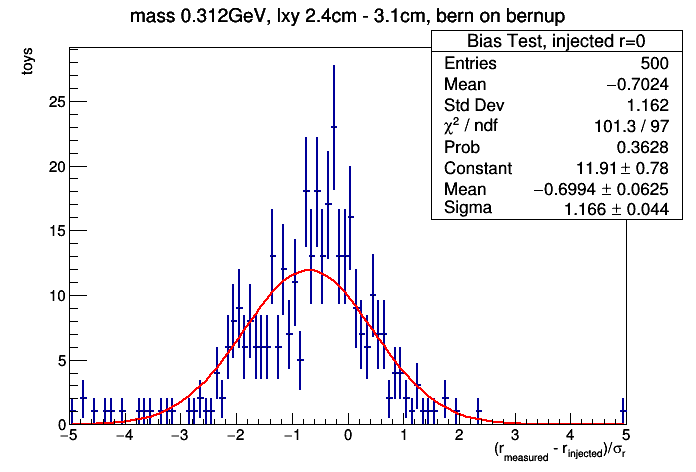 mass 0.312GeV, lxy 2.4cm - 3.1cm, bern on bernup
Bias Test, injected r=0
Entries 500
Mean −0.7024
Std Dev 1.162
χ² / ndf 101.3 / 97
Prob 0.3628
Constant 11.91 ± 0.78
Mean −0.6994 ± 0.0625
Sigma 1.166 ± 0.044
toys
25
20
15
10
5
0
−5 −4 −3 −2 −1 0 1 2 3 4 5
(r_measured - r_injected)/σ_r